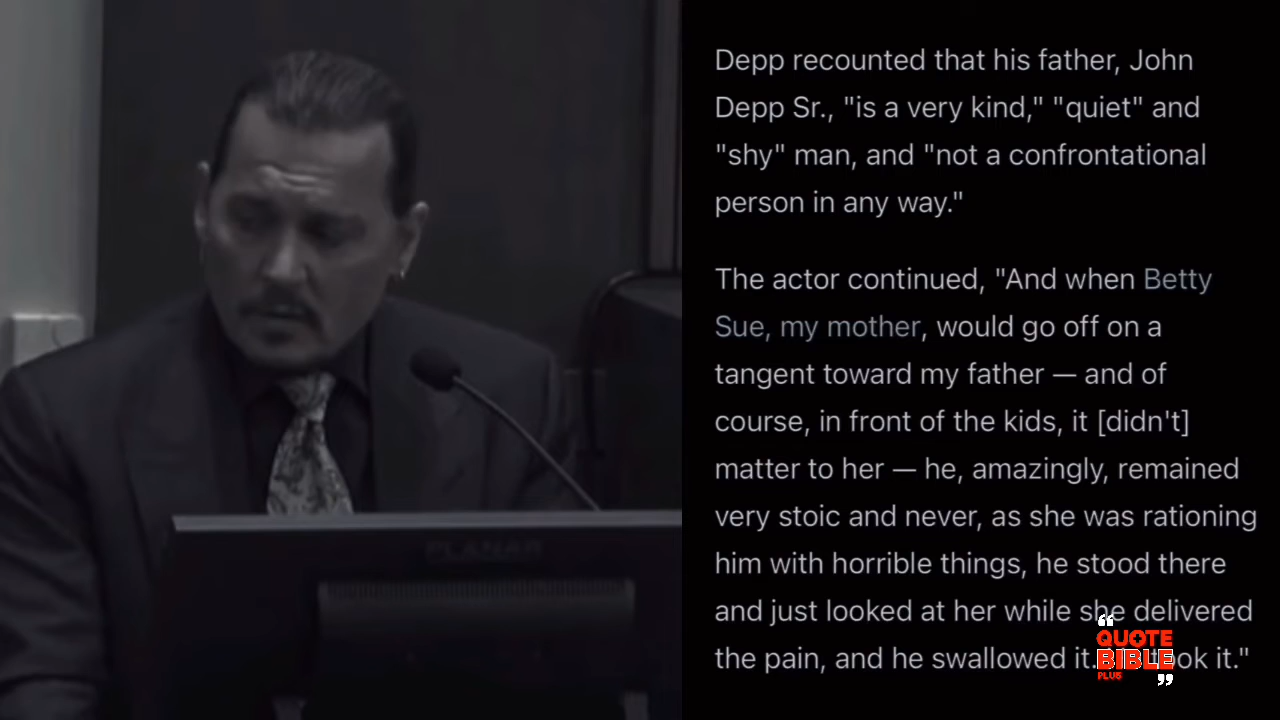 Depp recounted that his father, John
Depp Sr., "is a very kind," "quiet" and
"shy" man, and "not a confrontational
person in any way."
The actor continued, "And when Betty
Sue, my mother, would go off on a
tangent toward my father — and of
course, in front of the kids, it [didn't]
matter to her — he, amazingly, remained
very stoic and never, as she was rationing
him with horrible things, he stood there
and just looked at her while she delivered
the pain, and he swallowed it. took it."
PLANAR
“
QUOTE
BIBLE
PLUS
”